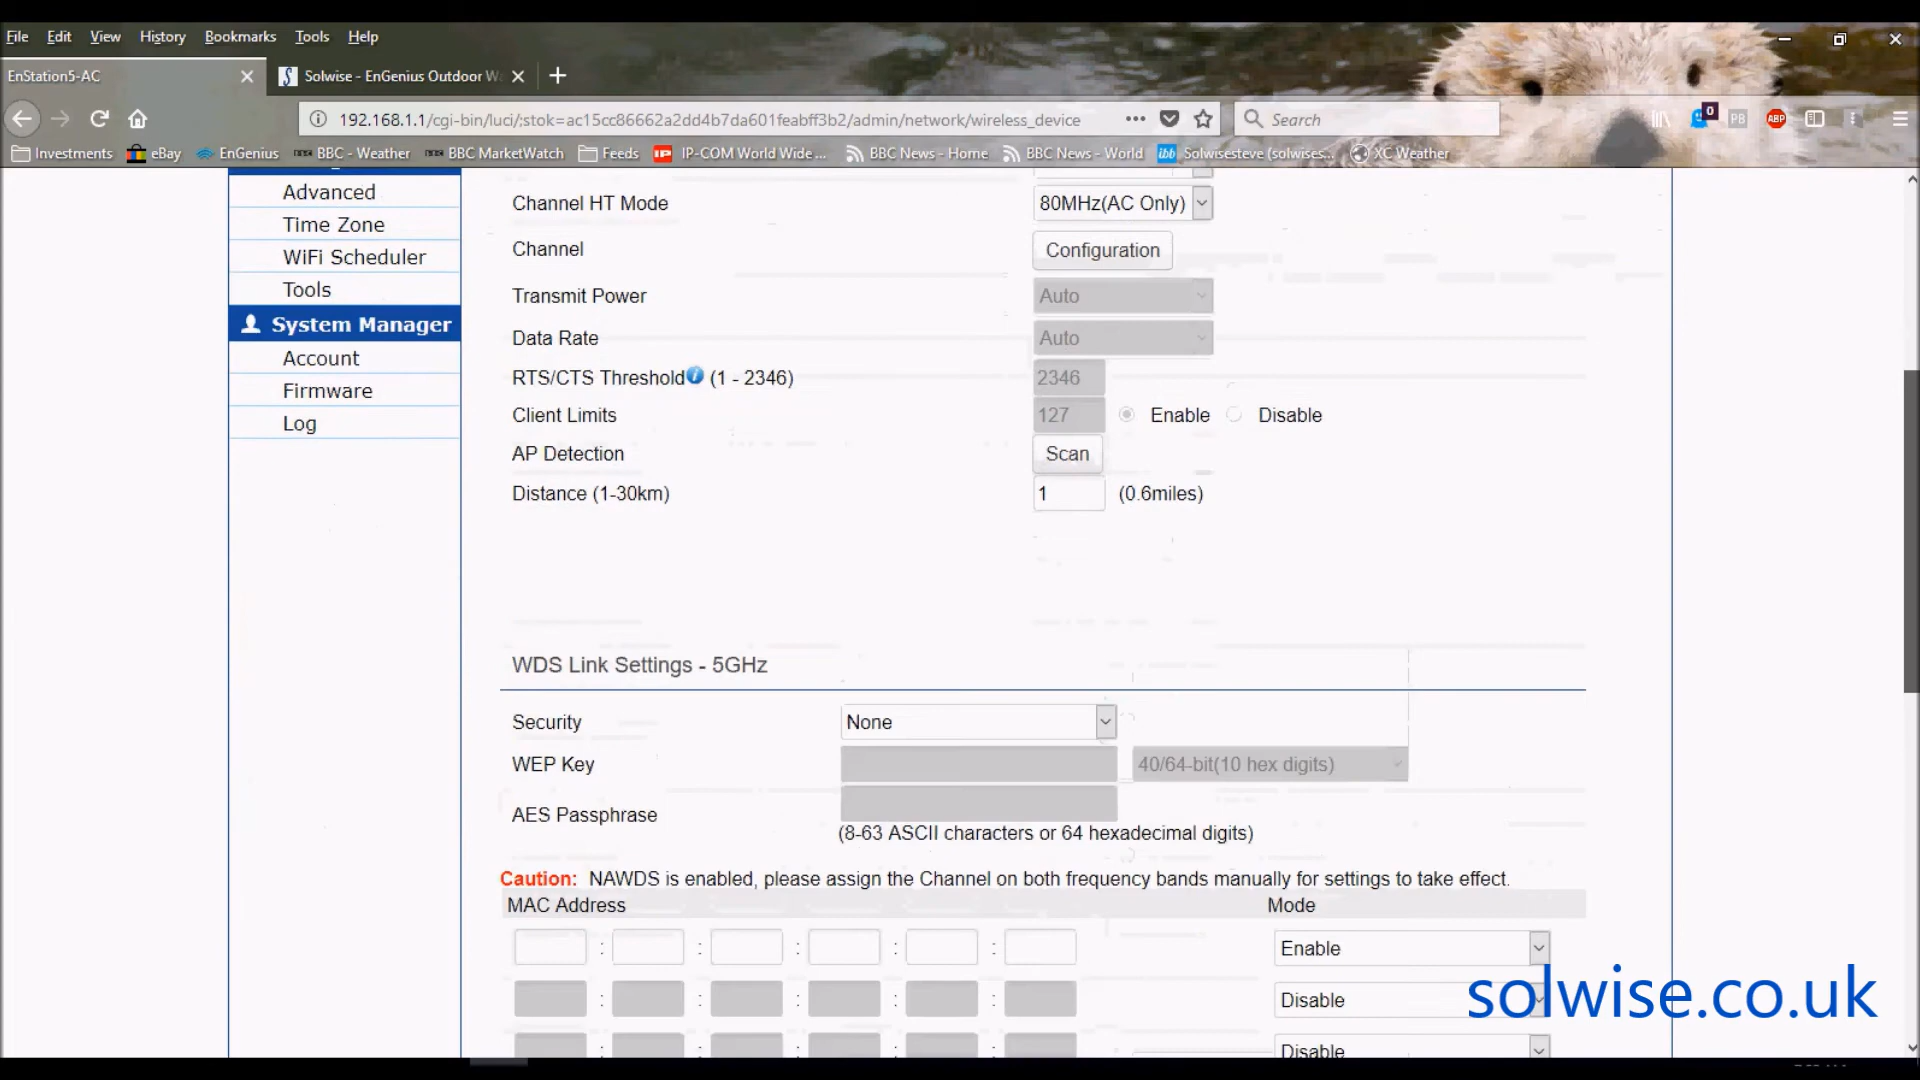 File Edit View History Bookmarks Tools Help
EnStation5-AC
Solwise - EnGenius Outdoor W
192.168.1.1/cgi-bin/luci/;stok=ac15cc86662a2dd4b7da601feabff3b2/admin/network/wireless_device
Search
0
PB
ABP
Investments eBay EnGenius BBC - Weather BBC MarketWatch Feeds IP-COM World Wide ... BBC News - Home BBC News - World Solwisesteve (solwises... XC Weather
Advanced
Time Zone
WiFi Scheduler
Tools
System Manager
Account
Firmware
Log
Channel HT Mode 80MHz(AC Only)
Channel Configuration
Transmit Power Auto
Data Rate Auto
RTS/CTS Threshold (1 - 2346) 2346
Client Limits 127 Enable Disable
AP Detection Scan
Distance (1-30km) 1 (0.6miles)
WDS Link Settings - 5GHz
Security None
WEP Key 40/64-bit(10 hex digits)
AES Passphrase
(8-63 ASCII characters or 64 hexadecimal digits)
Caution: NAWDS is enabled, please assign the Channel on both frequency bands manually for settings to take effect.
MAC Address Mode
: : : : : Enable
: : : : : Disable
: : : : : Disable
solwise.co.uk